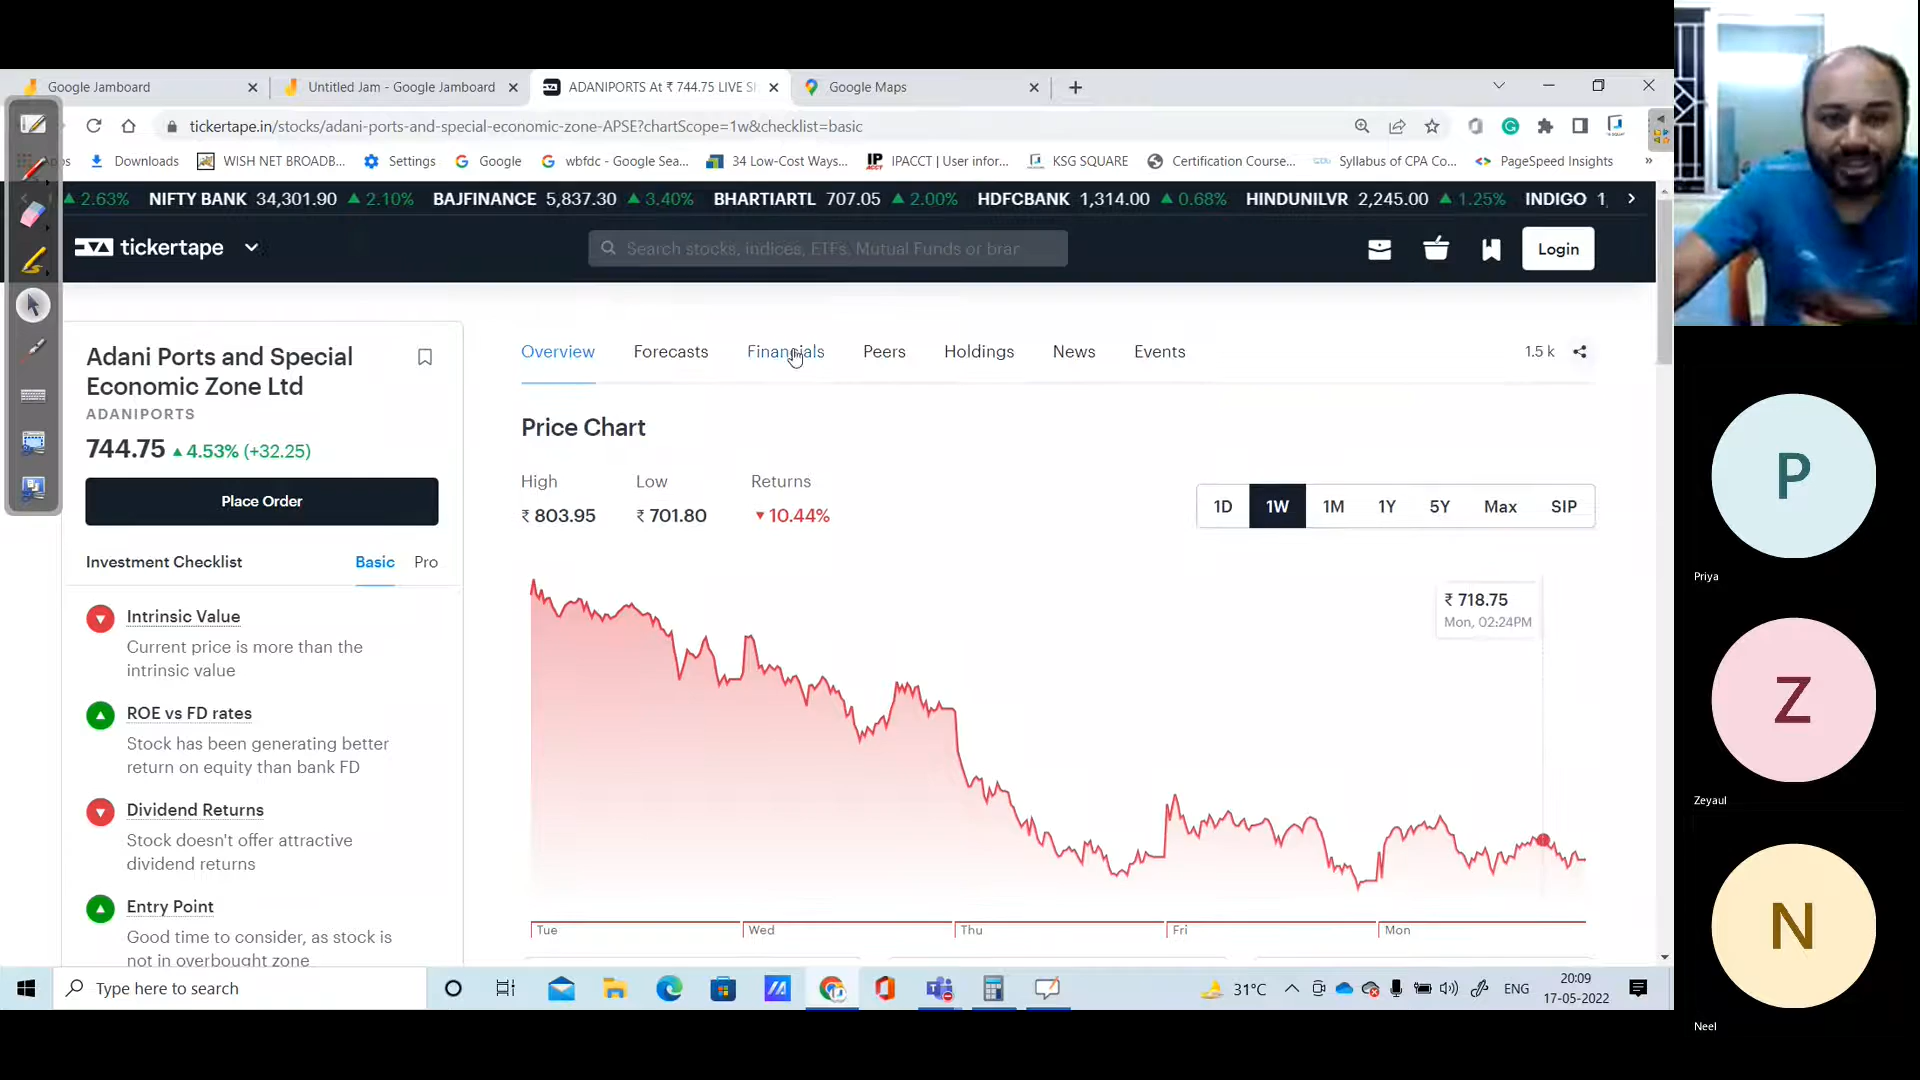 Google Jamboard
Untitled Jam - Google Jamboard
ADANIPORTS At ₹ 744.75 LIVE S
Google Maps
tickertape.in/stocks/adani-ports-and-special-economic-zone-APSE?chartScope=1w&checklist=basic
Downloads
WISH NET BROADB...
Settings
Google
wbfdc - Google Sea...
34 Low-Cost Ways...
IPACCT | User infor...
KSG SQUARE
Certification Course...
Syllabus of CPA Co...
PageSpeed Insights
»
▲ 2.63% NIFTY BANK 34,301.90 ▲ 2.10% BAJFINANCE 5,837.30 ▲ 3.40% BHARTIARTL 707.05 ▲ 2.00% HDFCBANK 1,314.00 ▲ 0.68% HINDUNILVR 2,245.00 ▲ 1.25% INDIGO 1,
tickertape
Search stocks, indices, ETFs, Mutual Funds or brar
Login
Adani Ports and Special
Economic Zone Ltd
ADANIPORTS
744.75 ▲ 4.53% (+32.25)
Place Order
Investment Checklist
Basic
Pro
Intrinsic Value
Current price is more than the
intrinsic value
ROE vs FD rates
Stock has been generating better
return on equity than bank FD
Dividend Returns
Stock doesn't offer attractive
dividend returns
Entry Point
Good time to consider, as stock is
not in overbought zone
Overview
Forecasts
Financials
Peers
Holdings
News
Events
1.5 k
Price Chart
High
Low
Returns
₹ 803.95
₹ 701.80
▼ 10.44%
1D
1W
1M
1Y
5Y
Max
SIP
₹ 718.75
Mon, 02:24PM
Tue
Wed
Thu
Fri
Mon
Type here to search
31°C
ENG
20:09
17-05-2022
P
Priya
Z
Zeyaul
N
Neel